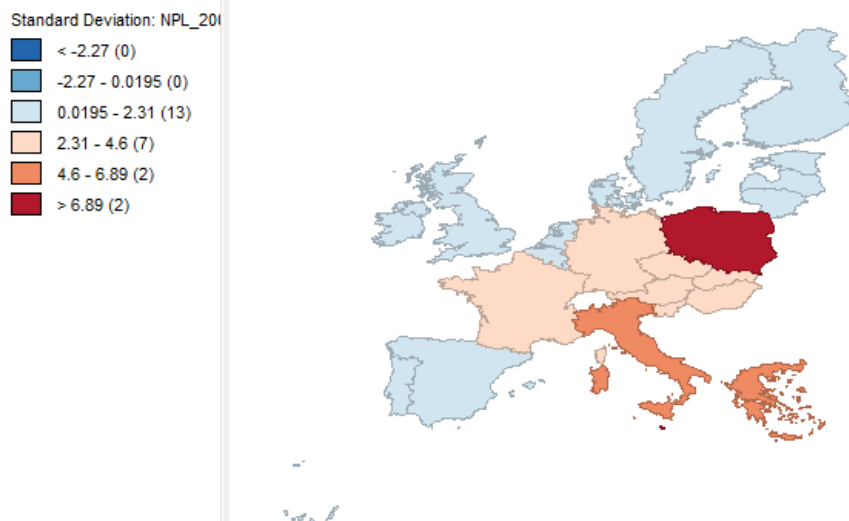 Standard Deviation: NPL_200
< -2.27 (0)
-2.27 - 0.0195 (0)
0.0195 - 2.31 (13)
2.31 - 4.6 (7)
4.6 - 6.89 (2)
> 6.89 (2)